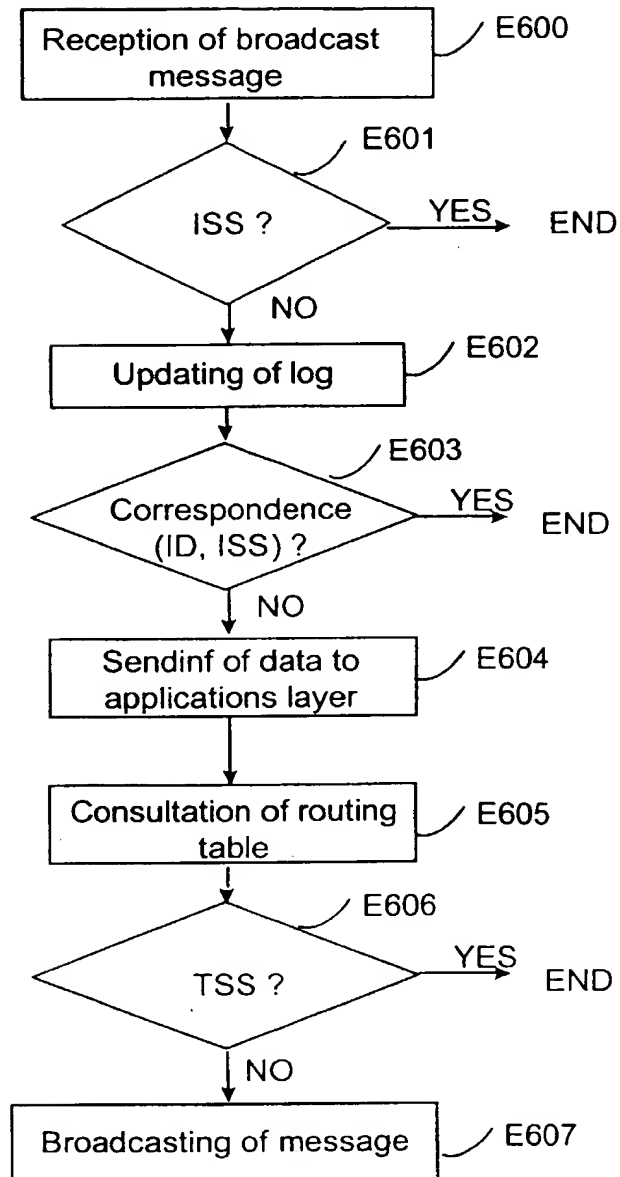 Reception of broadcast
message
E600
E601
ISS ?
YES
END
NO
Updating of log
E602
E603
Correspondence
(ID, ISS) ?
YES
END
NO
Sendinf of data to
applications layer
E604
Consultation of routing
table
E605
E606
TSS ?
YES
END
NO
Broadcasting of message
E607